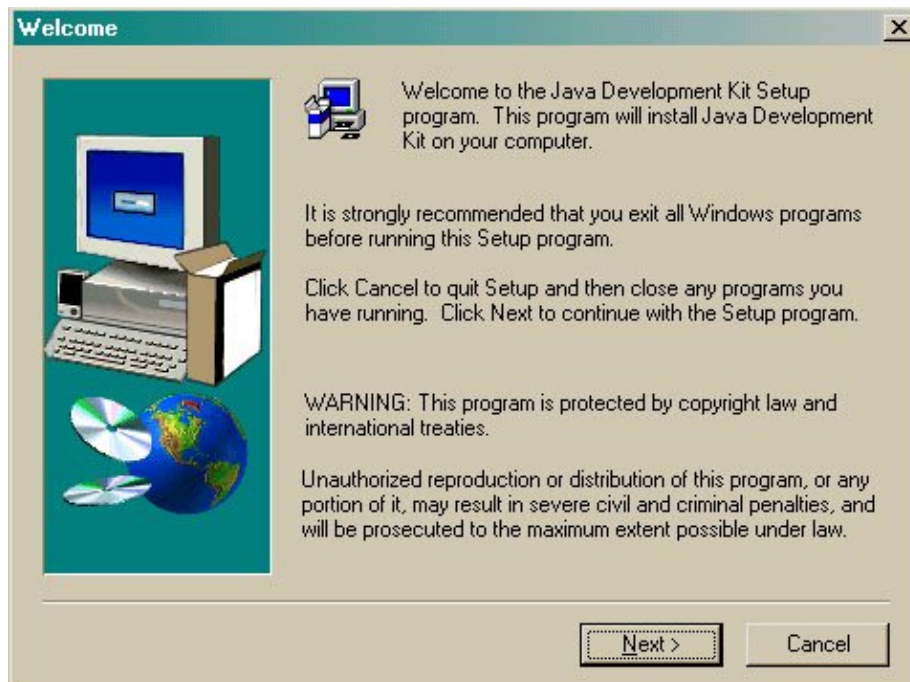 Welcome
Welcome to the Java Development Kit Setup
program.  This program will install Java Development
Kit on your computer.
It is strongly recommended that you exit all Windows programs
before running this Setup program.
Click Cancel to quit Setup and then close any programs you
have running.  Click Next to continue with the Setup program.
WARNING: This program is protected by copyright law and
international treaties.
Unauthorized reproduction or distribution of this program, or any
portion of it, may result in severe civil and criminal penalties, and
will be prosecuted to the maximum extent possible under law.
Next >
Cancel